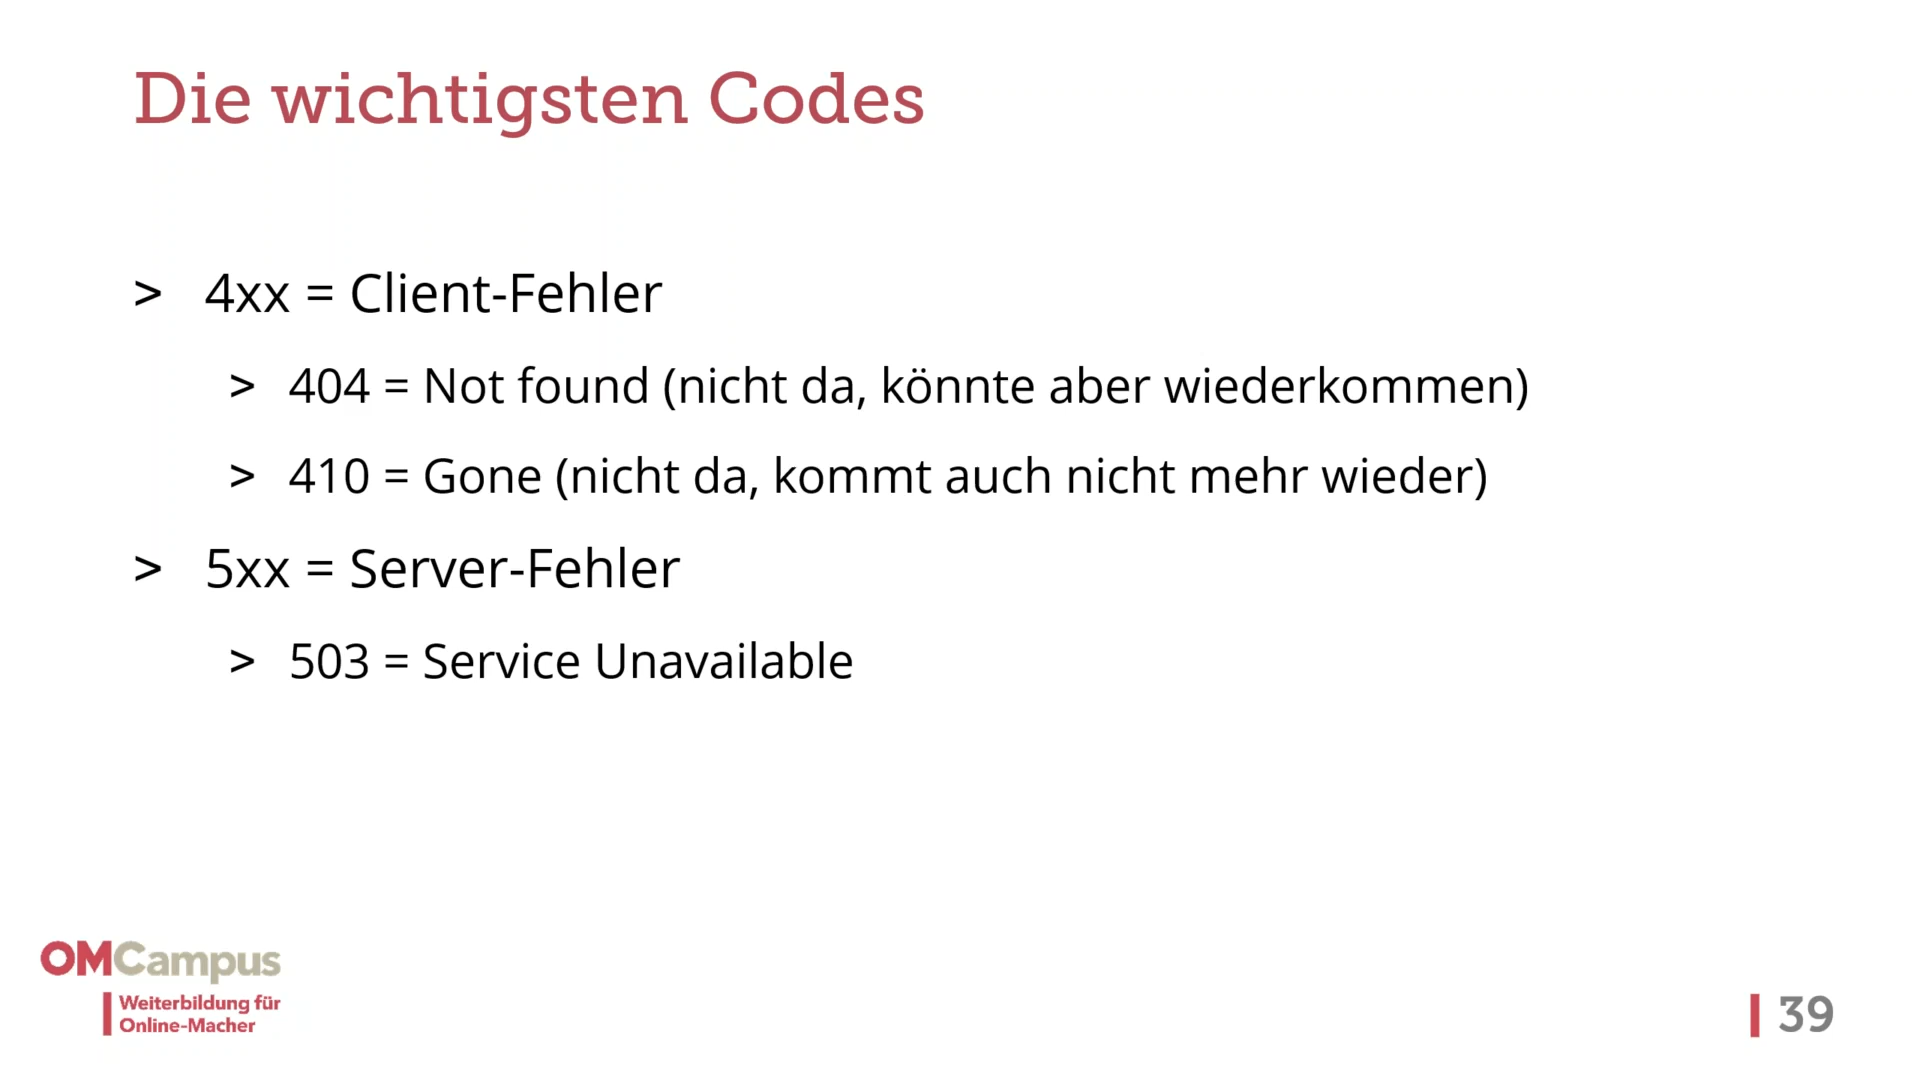 Die wichtigsten Codes
> 4xx = Client-Fehler
> 404 = Not found (nicht da, könnte aber wiederkommen)
> 410 = Gone (nicht da, kommt auch nicht mehr wieder)
> 5xx = Server-Fehler
> 503 = Service Unavailable
OMCampus
Weiterbildung für
Online-Macher
39